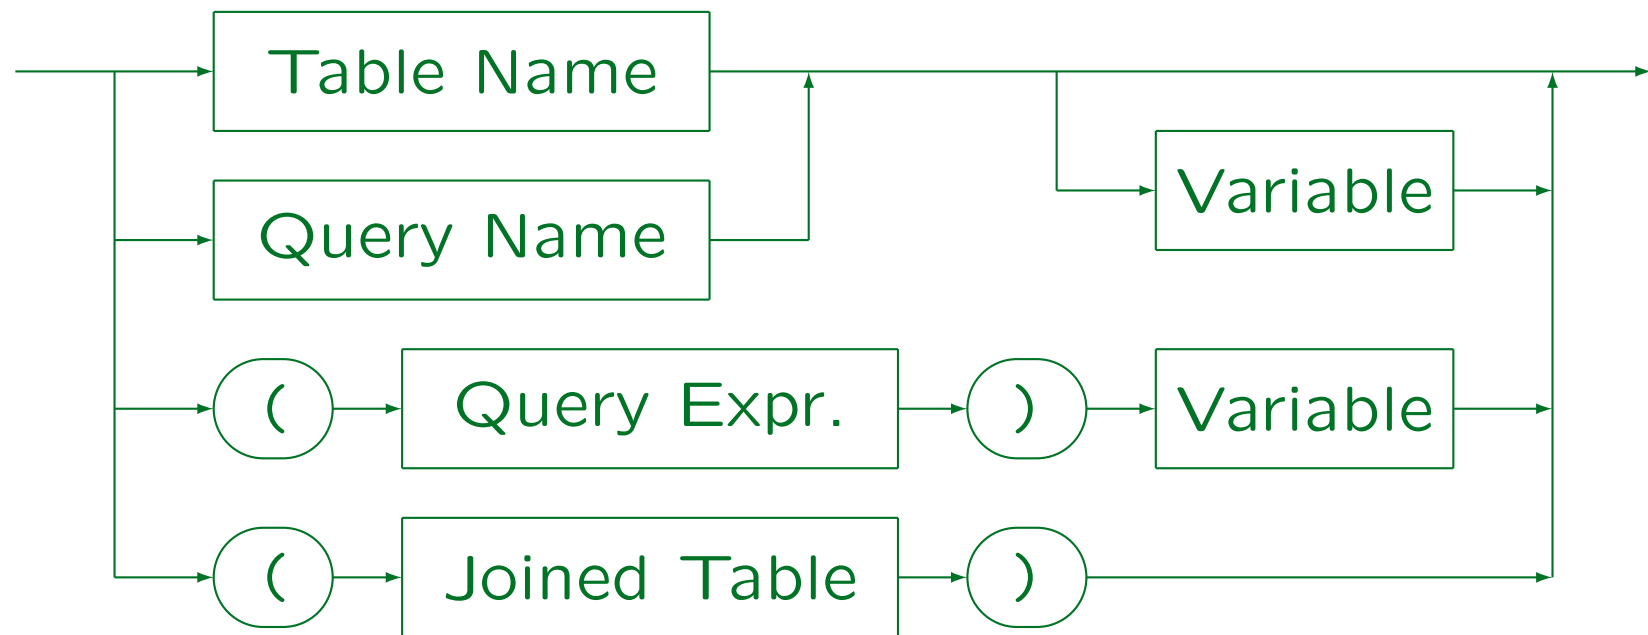 Table Name
Variable
Query Name
( Query Expr. ) Variable
( Joined Table )